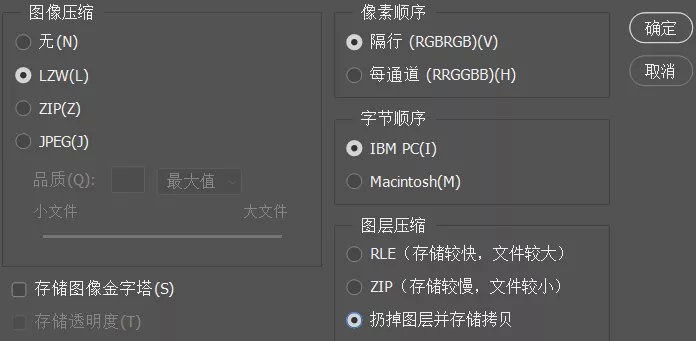 图像压缩
无(N)
LZW(L)
ZIP(Z)
JPEG(J)
品质(Q):
最大值
小文件
大文件
存储图像金字塔(S)
存储透明度(T)
像素顺序
隔行 (RGBRGB)(V)
每通道 (RRGGBB)(H)
字节顺序
IBM PC(I)
Macintosh(M)
图层压缩
RLE（存储较快，文件较大）
ZIP（存储较慢，文件较小）
扔掉图层并存储拷贝
确定
取消